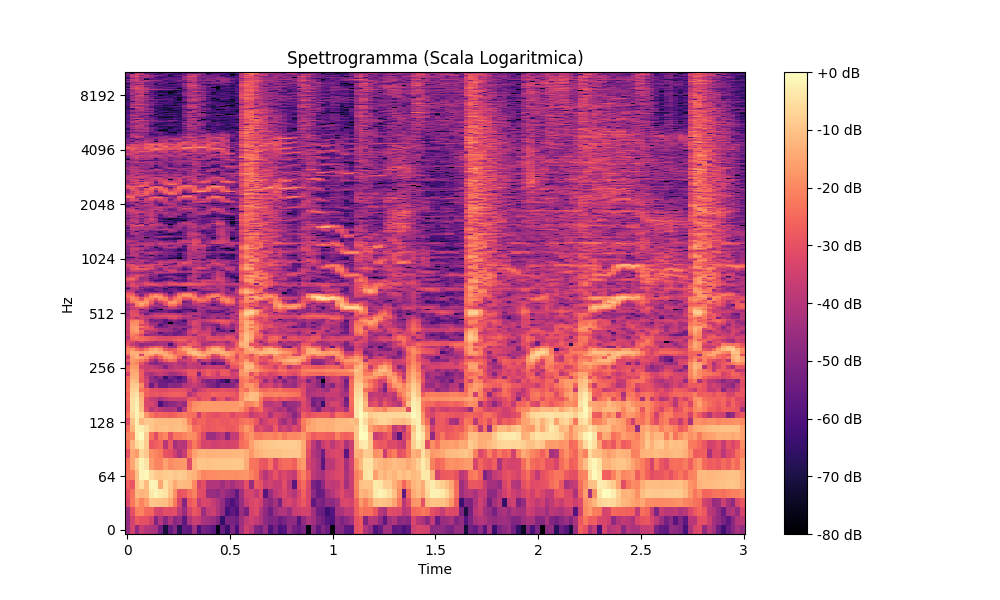 Spettrogramma (Scala Logaritmica)
Hz
8192
4096
2048
1024
512
256
128
64
0
0 0.5 1 1.5 2 2.5 3
Time
+0 dB
-10 dB
-20 dB
-30 dB
-40 dB
-50 dB
-60 dB
-70 dB
-80 dB